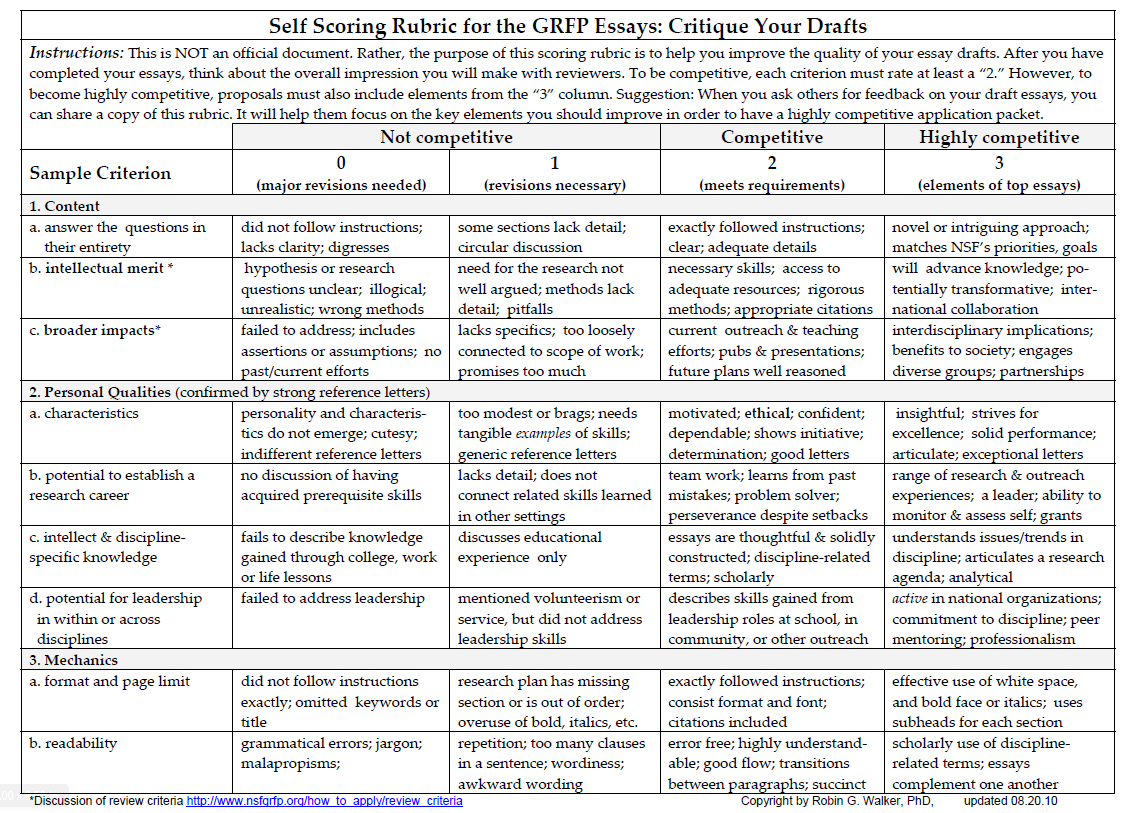 Self Scoring Rubric for the GRFP Essays: Critique Your Drafts
Instructions: This is NOT an official document. Rather, the purpose of this scoring rubric is to help you improve the quality of your essay drafts. After you have
completed your essays, think about the overall impression you will make with reviewers. To be competitive, each criterion must rate at least a “2.” However, to
become highly competitive, proposals must also include elements from the “3” column. Suggestion: When you ask others for feedback on your draft essays, you
can share a copy of this rubric. It will help them focus on the key elements you should improve in order to have a highly competitive application packet.
Not competitive
Competitive
Highly competitive
Sample Criterion
0
(major revisions needed)
1
(revisions necessary)
2
(meets requirements)
3
(elements of top essays)
1. Content
a. answer the questions in
their entirety
did not follow instructions;
lacks clarity; digresses
some sections lack detail;
circular discussion
exactly followed instructions;
clear; adequate details
novel or intriguing approach;
matches NSF’s priorities, goals
b. intellectual merit *
hypothesis or research
questions unclear; illogical;
unrealistic; wrong methods
need for the research not
well argued; methods lack
detail; pitfalls
necessary skills; access to
adequate resources; rigorous
methods; appropriate citations
will advance knowledge; po-
tentially transformative; inter-
national collaboration
c. broader impacts*
failed to address; includes
assertions or assumptions; no
past/current efforts
lacks specifics; too loosely
connected to scope of work;
promises too much
current outreach & teaching
efforts; pubs & presentations;
future plans well reasoned
interdisciplinary implications;
benefits to society; engages
diverse groups; partnerships
2. Personal Qualities (confirmed by strong reference letters)
a. characteristics
personality and characteris-
tics do not emerge; cutesy;
indifferent reference letters
too modest or brags; needs
tangible examples of skills;
generic reference letters
motivated; ethical; confident;
dependable; shows initiative;
determination; good letters
insightful; strives for
excellence; solid performance;
articulate; exceptional letters
b. potential to establish a
research career
no discussion of having
acquired prerequisite skills
lacks detail; does not
connect related skills learned
in other settings
team work; learns from past
mistakes; problem solver;
perseverance despite setbacks
range of research & outreach
experiences; a leader; ability to
monitor & assess self; grants
c. intellect & discipline-
specific knowledge
fails to describe knowledge
gained through college, work
or life lessons
discusses educational
experience only
essays are thoughtful & solidly
constructed; discipline-related
terms; scholarly
understands issues/trends in
discipline; articulates a research
agenda; analytical
d. potential for leadership
in within or across
disciplines
failed to address leadership
mentioned volunteerism or
service, but did not address
leadership skills
describes skills gained from
leadership roles at school, in
community, or other outreach
active in national organizations;
commitment to discipline; peer
mentoring; professionalism
3. Mechanics
a. format and page limit
did not follow instructions
exactly; omitted keywords or
title
research plan has missing
section or is out of order;
overuse of bold, italics, etc.
exactly followed instructions;
consist format and font;
citations included
effective use of white space,
and bold face or italics; uses
subheads for each section
b. readability
grammatical errors; jargon;
malapropisms;
repetition; too many clauses
in a sentence; wordiness;
awkward wording
error free; highly understand-
able; good flow; transitions
between paragraphs; succinct
scholarly use of discipline-
related terms; essays
complement one another
*Discussion of review criteria http://www.nsfgrfp.org/how_to_apply/review_criteria
Copyright by Robin G. Walker, PhD, updated 08.20.10